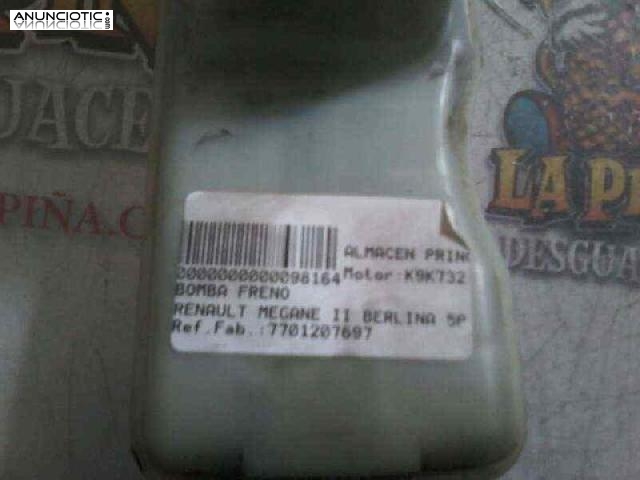 ANUNCIOTIC!
.COM
LA PI
DESGUA
PIÑA.C
ALMACEN PRINC
0000000000098164 Motor:K9K732
BOMBA FRENO
RENAULT MEGANE II BERLINA 5P
Ref.Fab.:7701207697